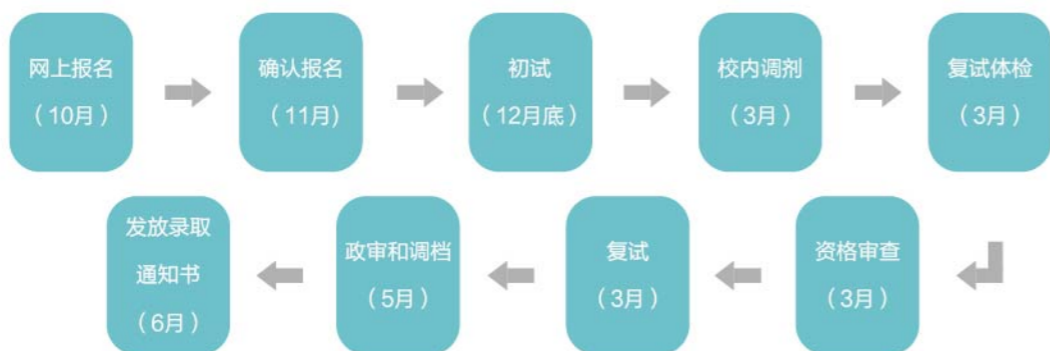 网上报名
（10月）
确认报名
（11月)
初试
（12月底）
校内调剂
（3月）
复试体检
（3月）
资格审查
（3月）
复试
（3月）
政审和调档
（5月）
发放录取
通知书
（6月）